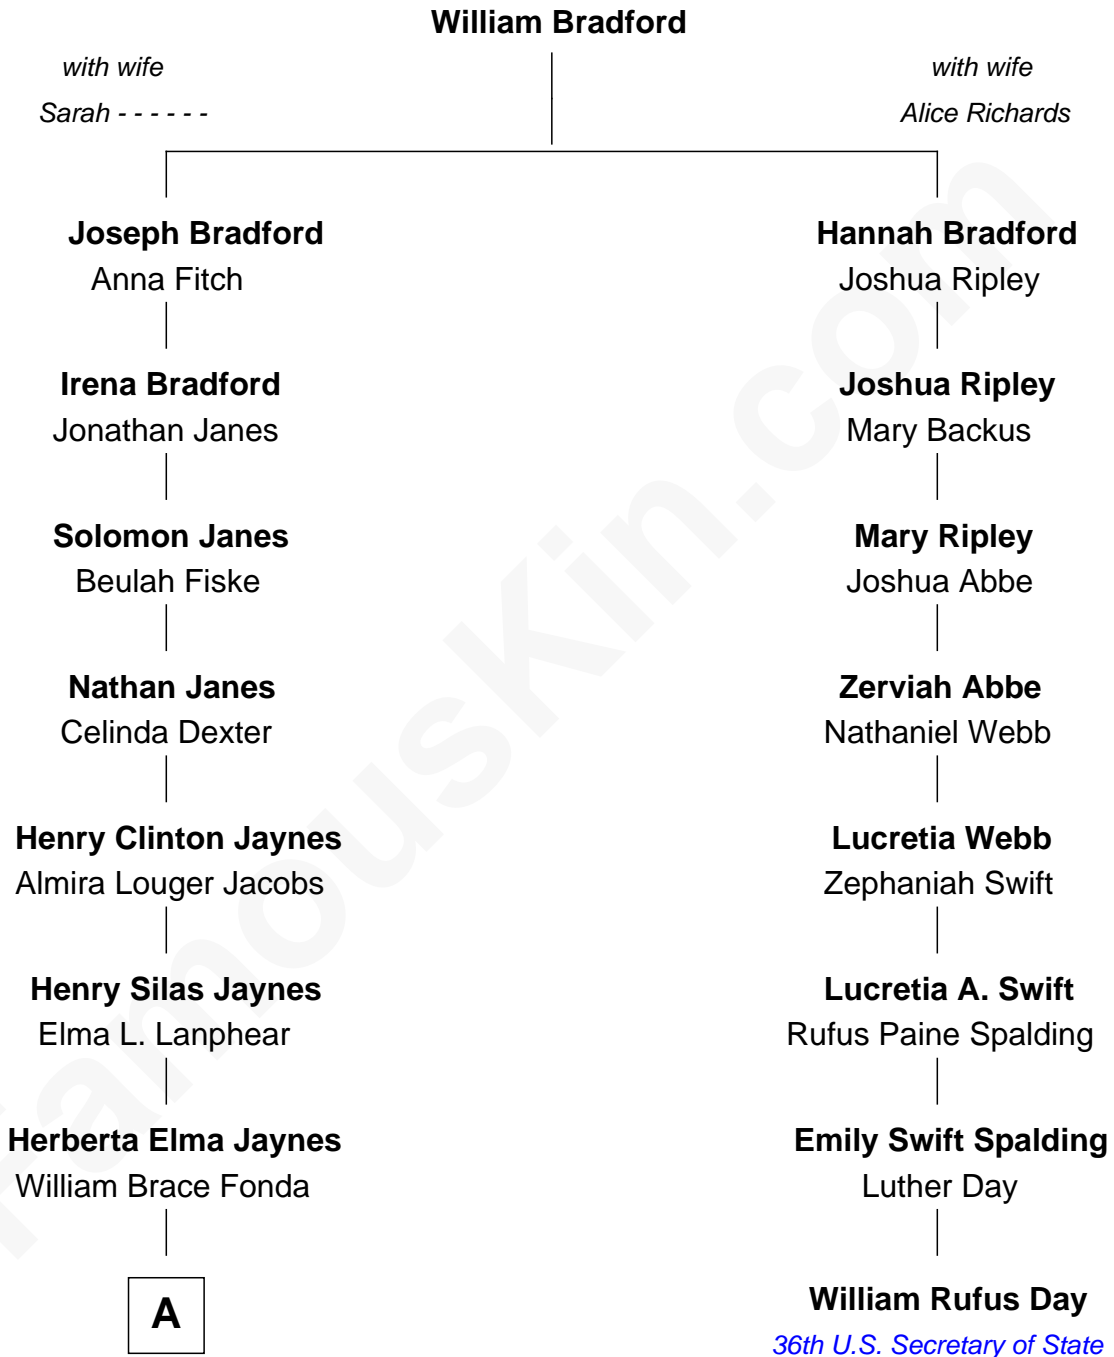 William Bradford
with wife
Sarah - - - - - -
with wife
Alice Richards
Joseph Bradford
Anna Fitch
Irena Bradford
Jonathan Janes
Solomon Janes
Beulah Fiske
Nathan Janes
Celinda Dexter
Henry Clinton Jaynes
Almira Louger Jacobs
Henry Silas Jaynes
Elma L. Lanphear
Herberta Elma Jaynes
William Brace Fonda
A
Hannah Bradford
Joshua Ripley
Joshua Ripley
Mary Backus
Mary Ripley
Joshua Abbe
Zerviah Abbe
Nathaniel Webb
Lucretia Webb
Zephaniah Swift
Lucretia A. Swift
Rufus Paine Spalding
Emily Swift Spalding
Luther Day
William Rufus Day
36th U.S. Secretary of State
FamousKin.com